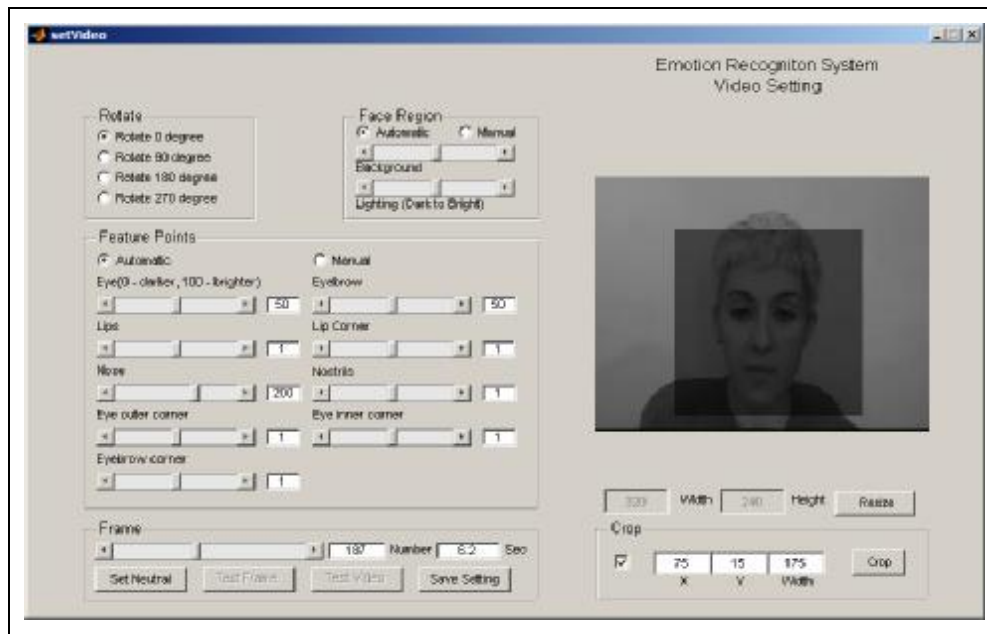 setVideo
Emotion Recogniton System
Video Setting
Rotate
Rotate 0 degree
Rotate 90 degree
Rotate 180 degree
Rotate 270 degree
Face Region
Automatic Manual
Background
Lighting (Dark to Bright)
Feature Points
Automatic Manual
Eye(0 - darker, 100 - brighter) Eyebrow
50 50
Lips Lip Corner
1 1
Nose Nostrils
200 1
Eye outer corner Eye inner corner
1 1
Eyebrow corner
1
Frame
187 Number 6.2 Sec
Set Neutral Test Frame Test Video Save Setting
320 Width 240 Height Resize
Crop
75 15 175 Crop
X Y Width